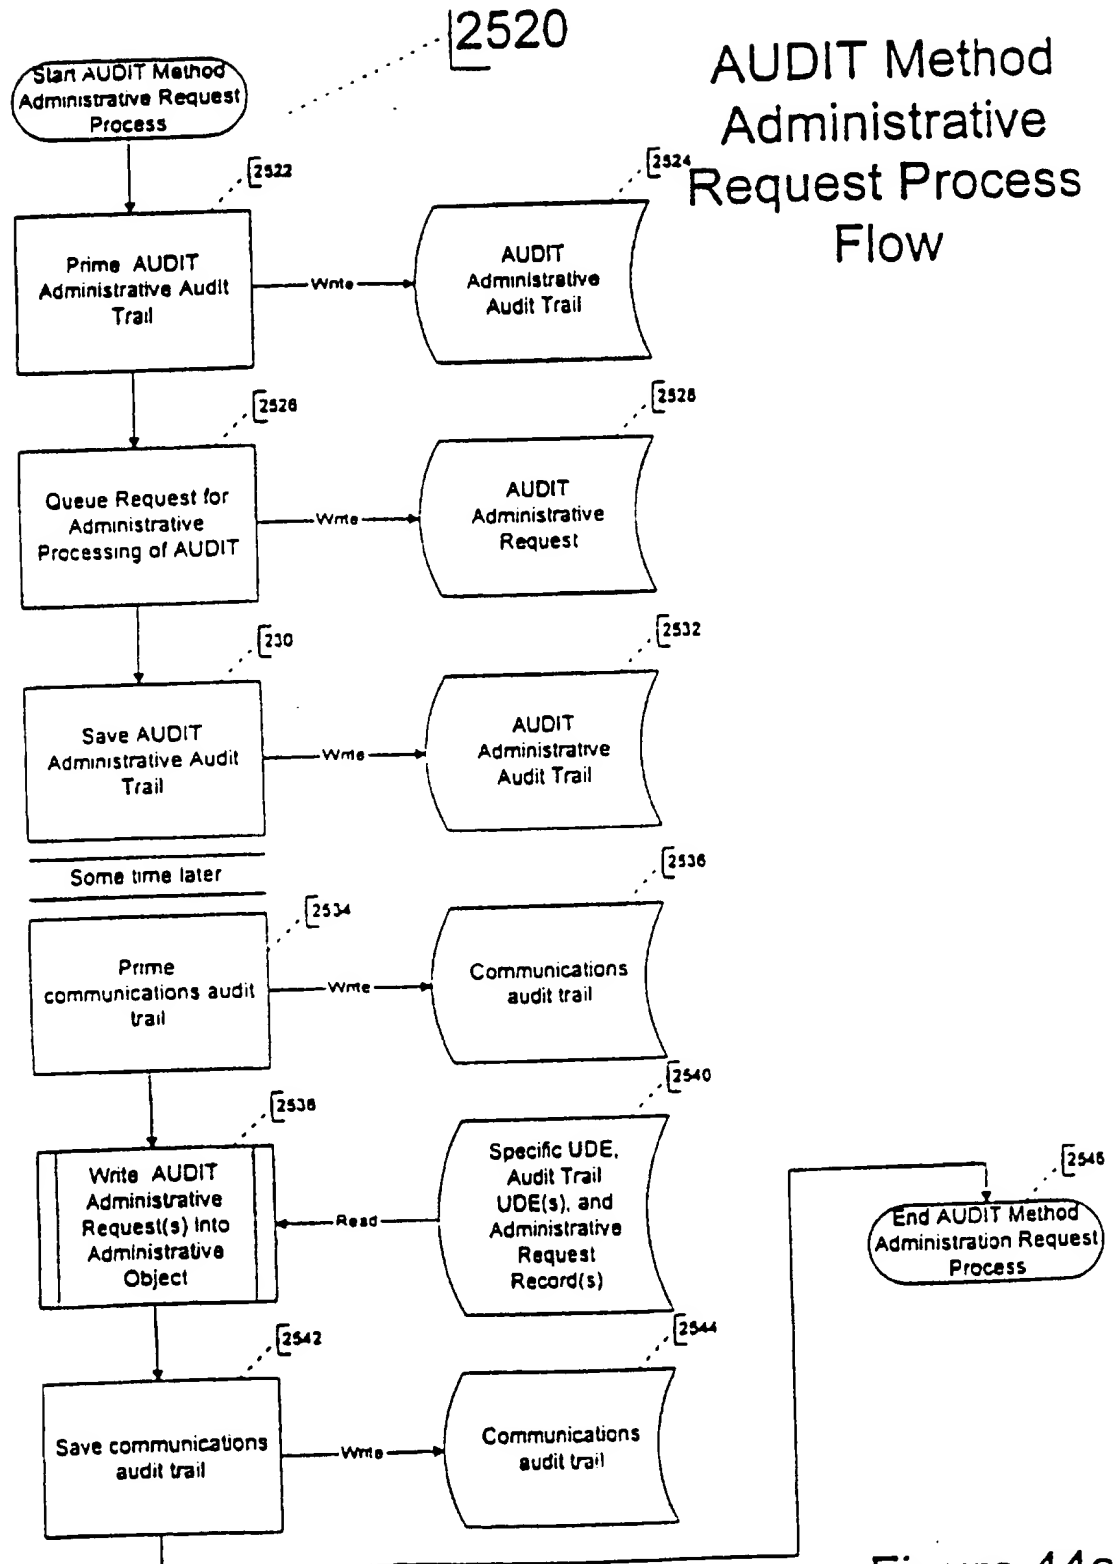 2520
AUDIT Method
Administrative
Request Process
Flow
Start AUDIT Method
Administrative Request
Process
2522
Prime AUDIT
Administrative Audit
Trail
Write
2524
AUDIT
Administrative
Audit Trail
2526
Queue Request for
Administrative
Processing of AUDIT
Write
2528
AUDIT
Administrative
Request
230
Save AUDIT
Administrative Audit
Trail
Write
2532
AUDIT
Administrative
Audit Trail
Some time later
2534
Prime
communications audit
trail
Write
2536
Communications
audit trail
2538
Write AUDIT
Administrative
Request(s) Into
Administrative
Object
Read
2540
Specific UDE,
Audit Trail
UDE(s), and
Administrative
Request
Record(s)
2546
End AUDIT Method
Administration Request
Process
2542
Save communications
audit trail
Write
2544
Communications
audit trail
Figure 44a